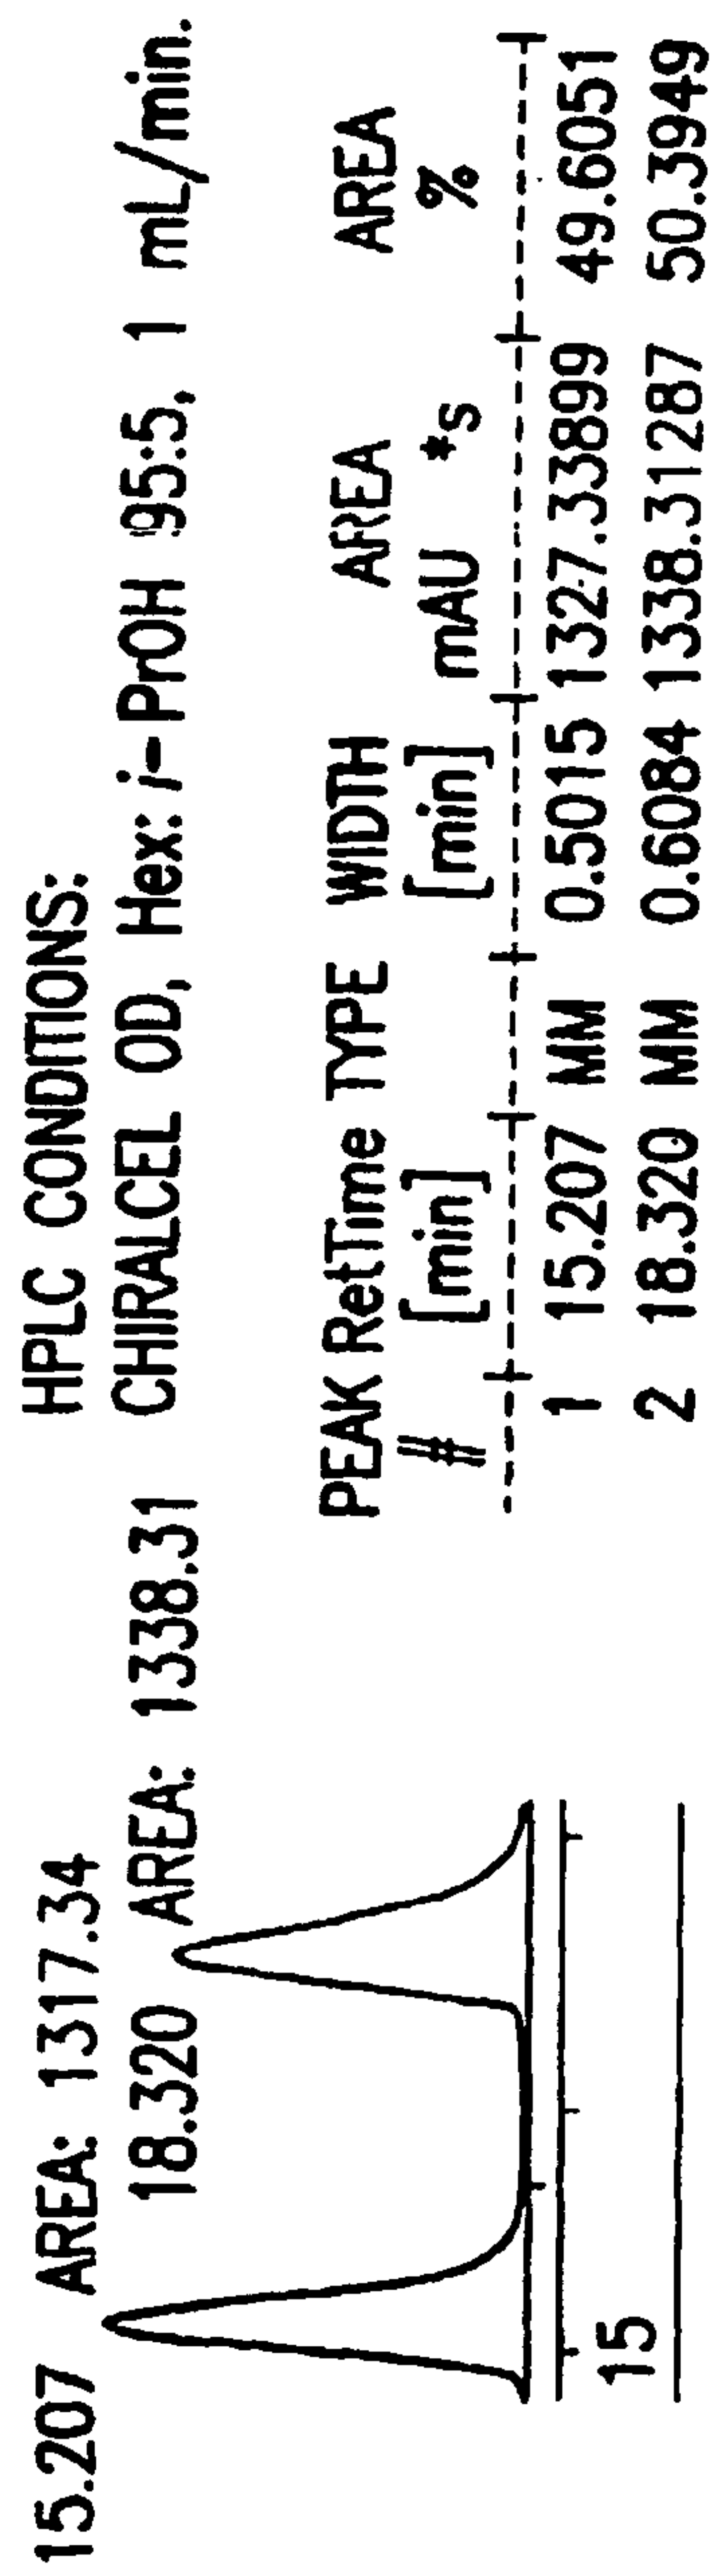 15.207 AREA: 1317.34
18.320 AREA: 1338.31
15
HPLC CONDITIONS:
CHIRALCEL OD, Hex: i-PrOH 95:5, 1 mL/min.
PEAK RetTime TYPE WIDTH AREA AREA
# [min] [min] mAU *s %
1 15.207 MM 0.5015 1327.33899 49.6051
2 18.320 MM 0.6084 1338.31287 50.3949